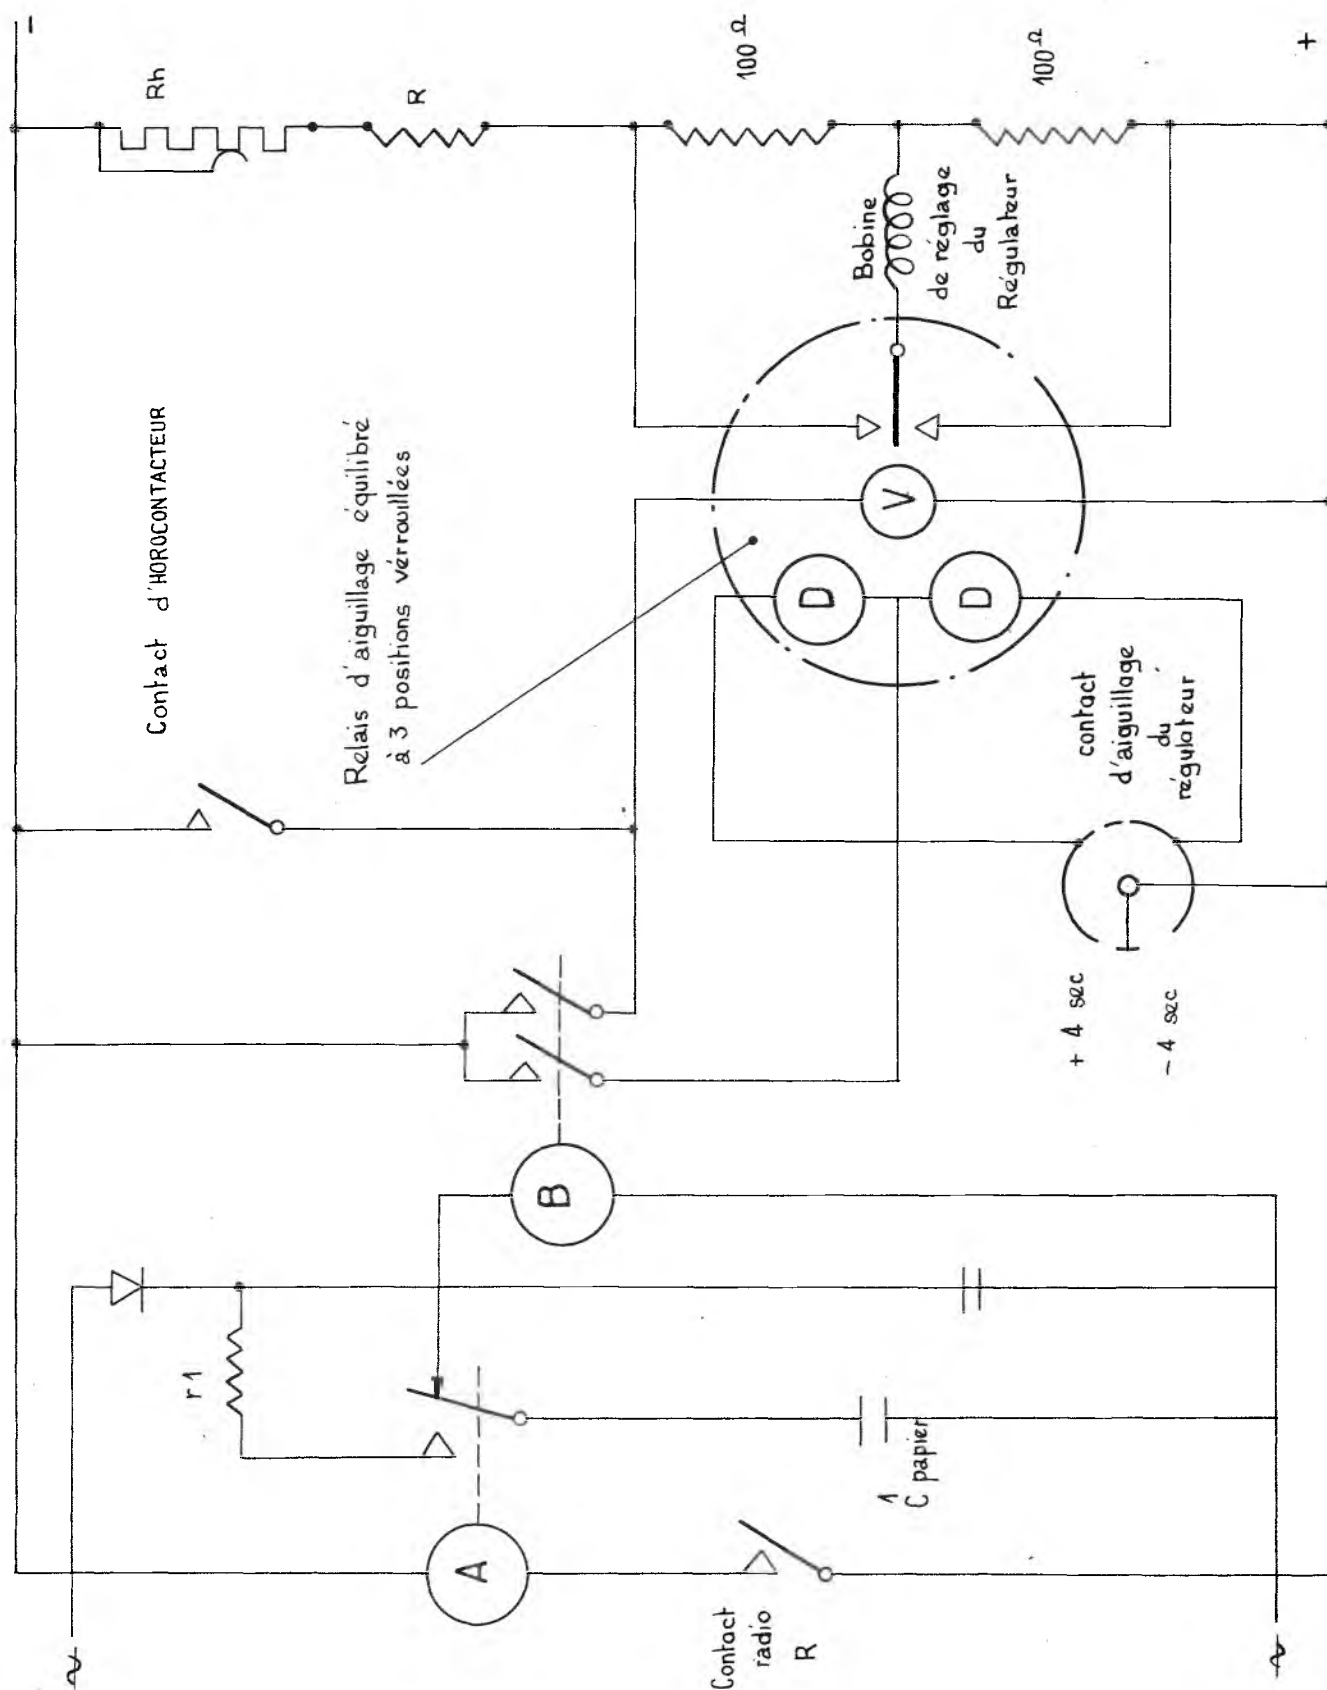 −
Rh
R
100 Ω
100 Ω
+
Bobine
de réglage
du
Régulateur
Contact d'HOROCONTACTEUR
Relais d'aiguillage équilibré
à 3 positions vérrouillées
V
D
D
contact
d'aiguillage
du
régulateur
+ 4 sec
− 4 sec
B
r1
A
1
C papier
Contact
radio
R
~
~